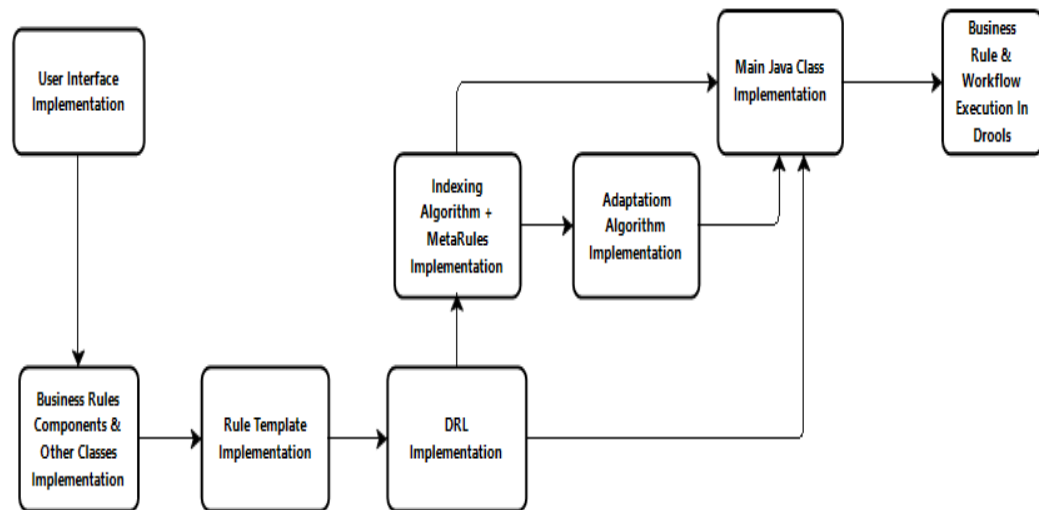 User Interface
Implementation
Business Rules
Components &
Other Classes
Implementation
Rule Template
Implementation
DRL
Implementation
Indexing
Algorithm +
MetaRules
Implementation
Adaptatiom
Algorithm
Implementation
Main Java Class
Implementation
Business
Rule &
Workflow
Execution In
Drools